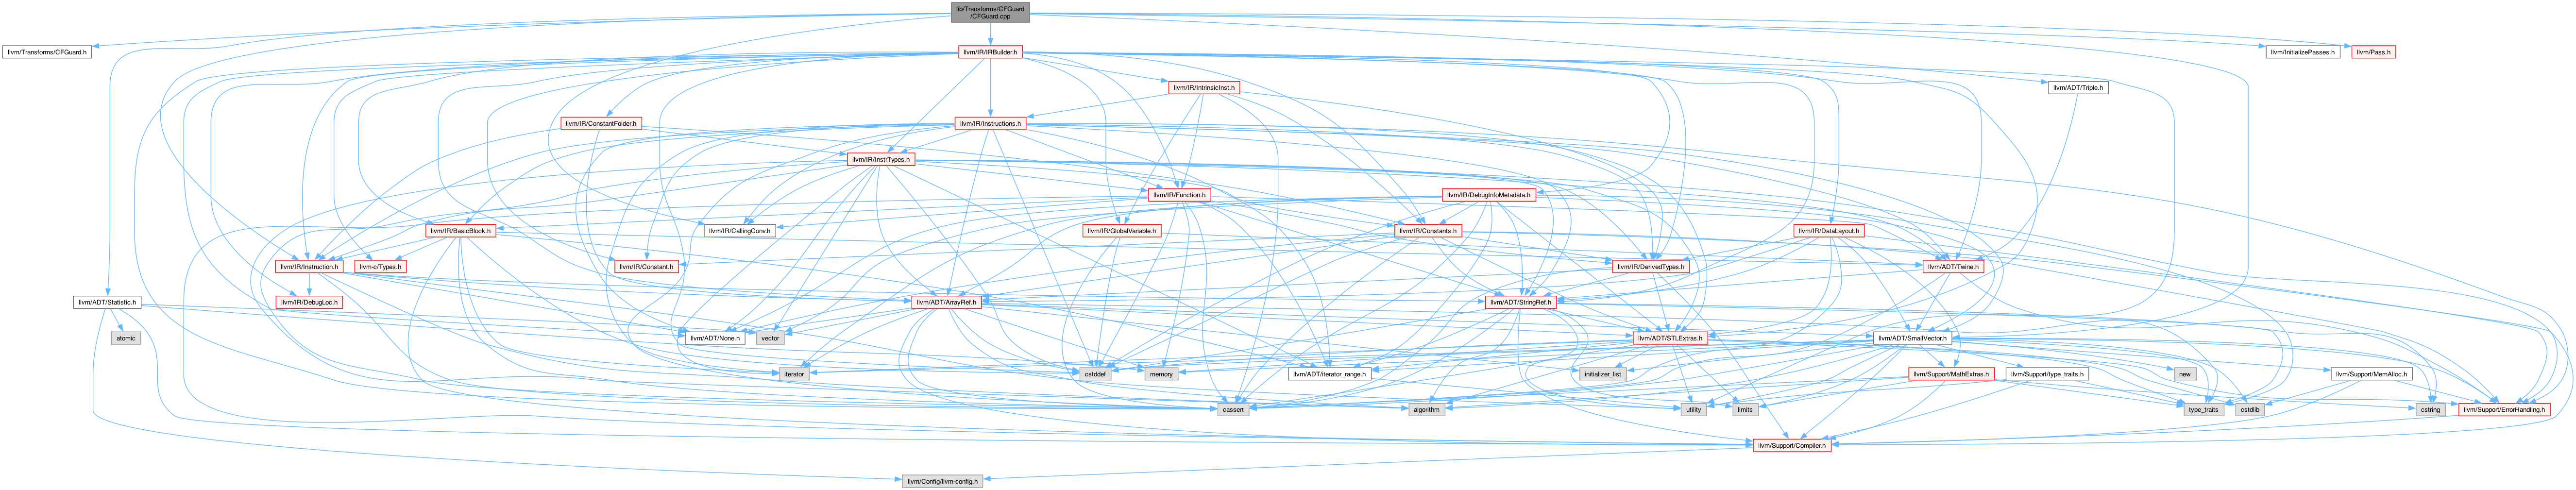 lib/Transforms/CFGuard
/CFGuard.cpp
llvm/Transforms/CFGuard.h
llvm/IR/IRBuilder.h
llvm/InitializePasses.h
llvm/Pass.h
llvm/IR/IntrinsicInst.h
llvm/ADT/Triple.h
llvm/IR/ConstantFolder.h
llvm/IR/Instructions.h
llvm/IR/InstrTypes.h
llvm/IR/Function.h
llvm/IR/DebugInfoMetadata.h
llvm/IR/BasicBlock.h
llvm/IR/CallingConv.h
llvm/IR/GlobalVariable.h
llvm/IR/Constants.h
llvm/IR/DataLayout.h
llvm/IR/Instruction.h
llvm-c/Types.h
llvm/IR/Constant.h
llvm/IR/DerivedTypes.h
llvm/ADT/Twine.h
llvm/ADT/Statistic.h
llvm/IR/DebugLoc.h
llvm/ADT/ArrayRef.h
llvm/ADT/StringRef.h
atomic
llvm/ADT/None.h
vector
llvm/ADT/STLExtras.h
llvm/ADT/SmallVector.h
iterator
cstddef
memory
llvm/ADT/iterator_range.h
initializer_list
llvm/Support/MathExtras.h
llvm/Support/type_traits.h
new
llvm/Support/MemAlloc.h
cassert
algorithm
limits
utility
type_traits
cstdlib
cstring
llvm/Support/ErrorHandling.h
llvm/Support/Compiler.h
llvm/Config/llvm-config.h